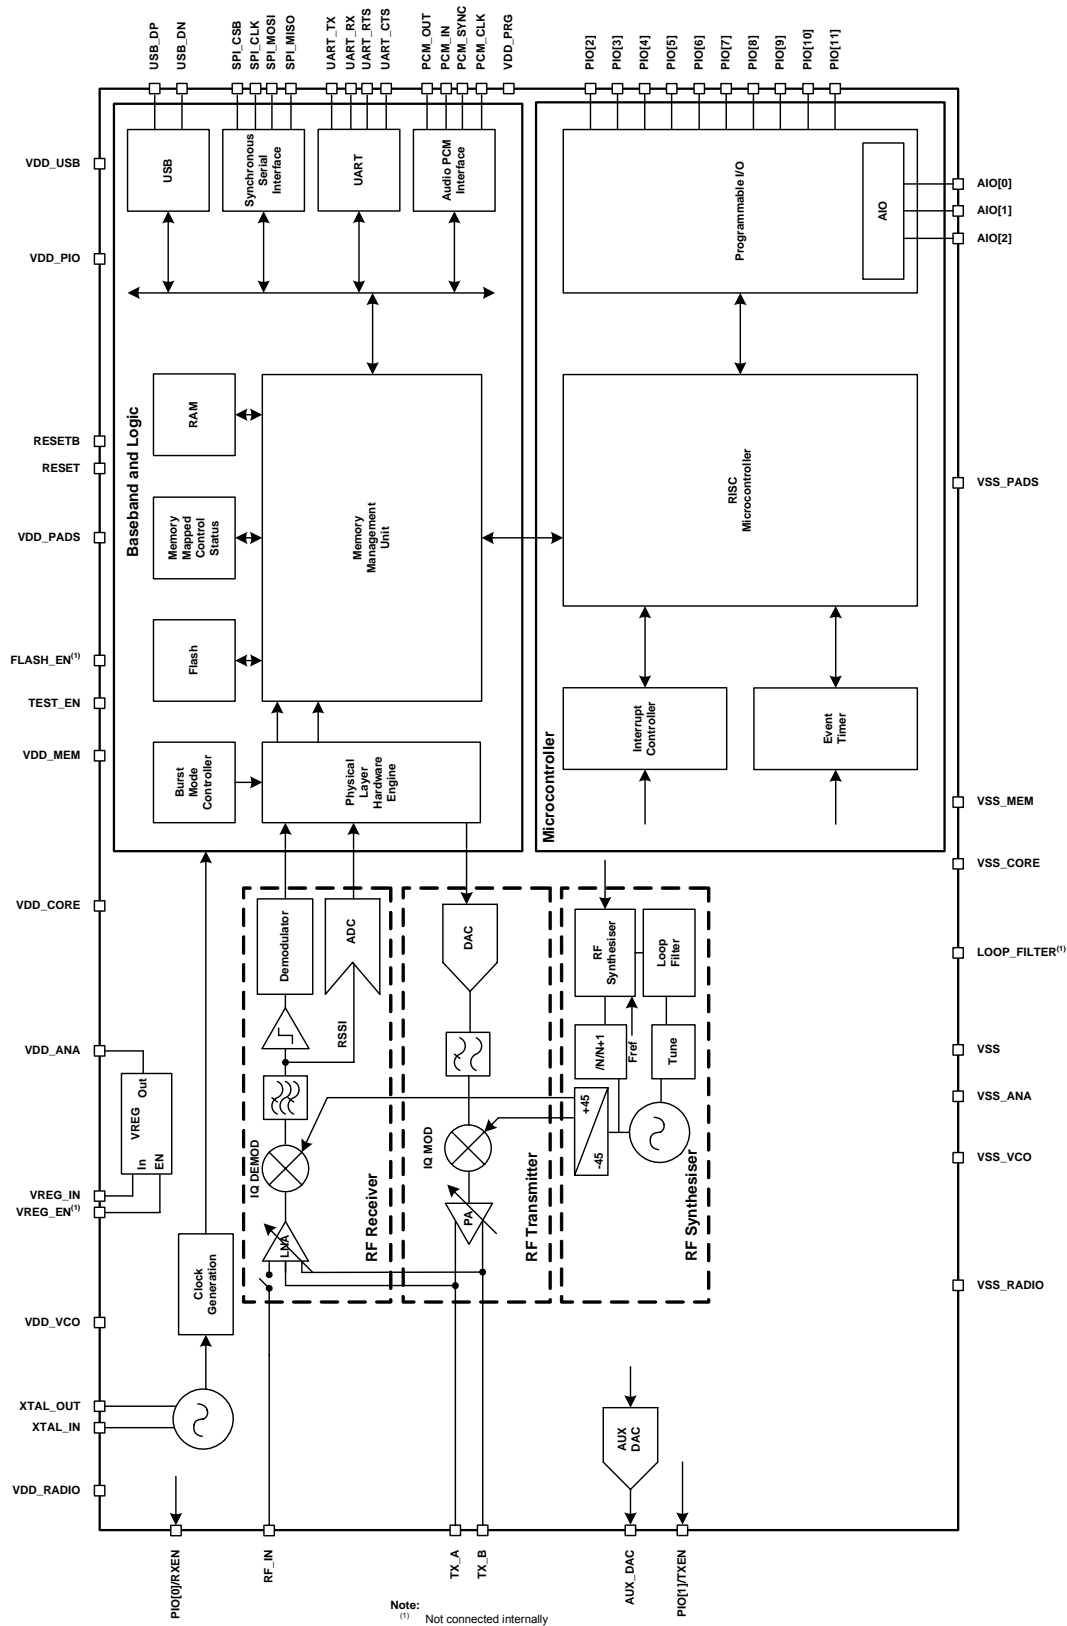 USB_DP
USB_DN
SPI_CSB
SPI_CLK
SPI_MOSI
SPI_MISO
UART_TX
UART_RX
UART_RTS
UART_CTS
PCM_OUT
PCM_IN
PCM_SYNC
PCM_CLK
VDD_PRG
PIO[2]
PIO[3]
PIO[4]
PIO[5]
PIO[6]
PIO[7]
PIO[8]
PIO[9]
PIO[10]
PIO[11]
VDD_USB
VDD_PIO
RESETB
RESET
VDD_PADS
FLASH_EN(1)
TEST_EN
VDD_MEM
VDD_CORE
VDD_ANA
VREG_IN
VREG_EN(1)
VDD_VCO
XTAL_OUT
XTAL_IN
VDD_RADIO
USB
Synchronous
Serial
Interface
UART
Audio PCM
Interface
Programmable I/O
AIO
AIO[0]
AIO[1]
AIO[2]
Baseband and Logic
RAM
Memory
Mapped
Control
Status
Flash
Burst
Mode
Controller
Memory
Management
Unit
Physical
Layer
Hardware
Engine
RISC
Microcontroller
Interrupt
Controller
Event
Timer
Microcontroller
VSS_PADS
VSS_MEM
VSS_CORE
LOOP_FILTER(1)
VSS
VSS_ANA
VSS_VCO
VSS_RADIO
Demodulator
ADC
RSSI
IQ DEMOD
LNA
RF Receiver
DAC
IQ MOD
PA
RF Transmitter
RF
Synthesiser
Loop
Filter
/N/N+1
Fref
Tune
+45
-45
RF Synthesiser
VREG
Out
In
EN
Clock
Generation
AUX
DAC
PIO[0]/RXEN
RF_IN
TX_A
TX_B
AUX_DAC
PIO[1]/TXEN
Note:
(1) Not connected internally